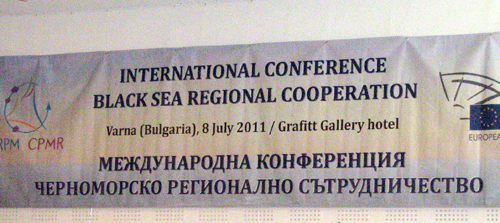 INTERNATIONAL CONFERENCE
BLACK SEA REGIONAL COOPERATION
Varna (Bulgaria), 8 July 2011 / Grafitt Gallery hotel
RPM CPMR
EUROPEA
МЕЖДУНАРОДНА КОНФЕРЕНЦИЯ
ЧЕРНОМОРСКО РЕГИОНАЛНО СЪТРУДНИЧЕСТВО